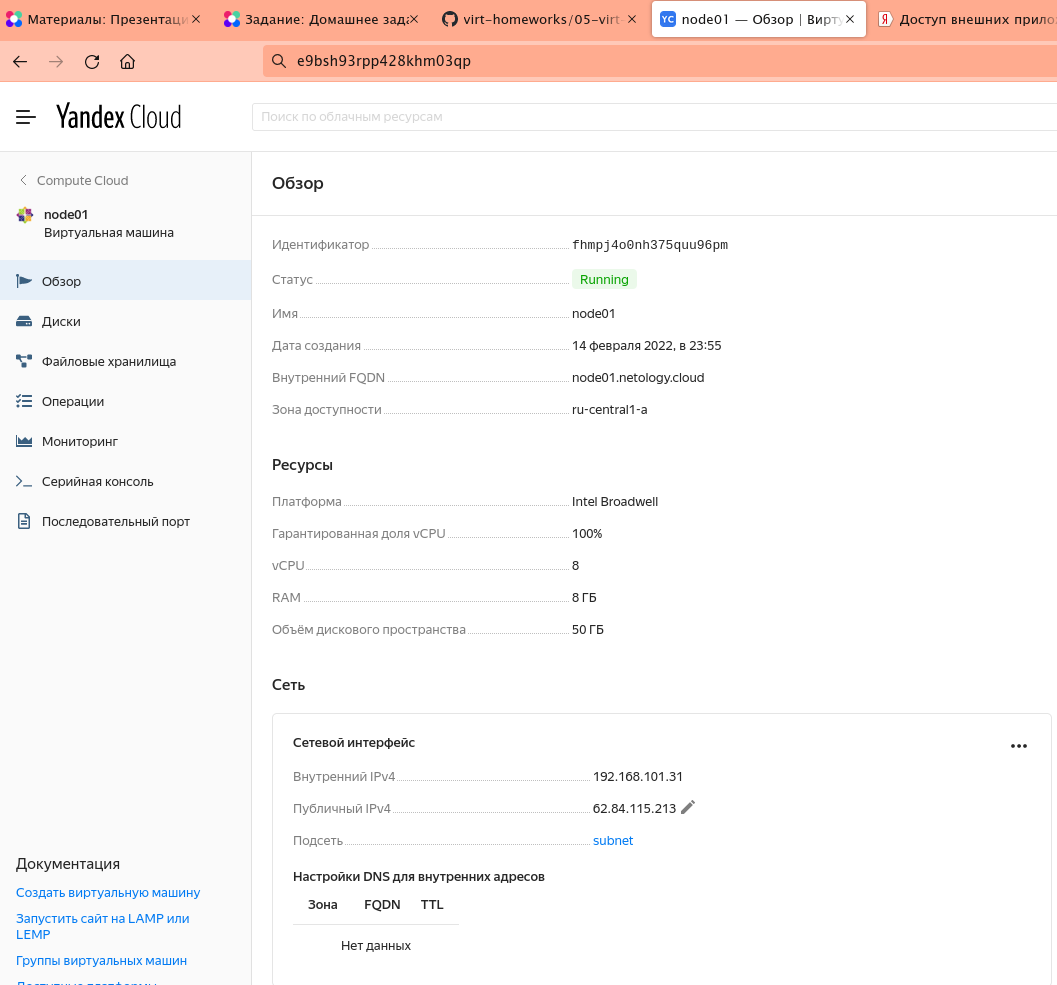 Материалы: Презентаци
Задание: Домашнее зада
virt-homeworks/05-virt-
node01 — Обзор | Вирту
Доступ внешних прило
e9bsh93rpp428khm03qp
Yandex Cloud
Поиск по облачным ресурсам
Compute Cloud
node01
Виртуальная машина
Обзор
Диски
Файловые хранилища
Операции
Мониторинг
Серийная консоль
Последовательный порт
Документация
Создать виртуальную машину
Запустить сайт на LAMP или
LEMP
Группы виртуальных машин
Обзор
Идентификатор fhmpj4o0nh375quu96pm
Статус Running
Имя node01
Дата создания 14 февраля 2022, в 23:55
Внутренний FQDN node01.netology.cloud
Зона доступности ru-central1-a
Ресурсы
Платформа Intel Broadwell
Гарантированная доля vCPU 100%
vCPU 8
RAM 8 ГБ
Объём дискового пространства 50 ГБ
Сеть
Сетевой интерфейс
Внутренний IPv4 192.168.101.31
Публичный IPv4 62.84.115.213
Подсеть subnet
Настройки DNS для внутренних адресов
Зона FQDN TTL
Нет данных